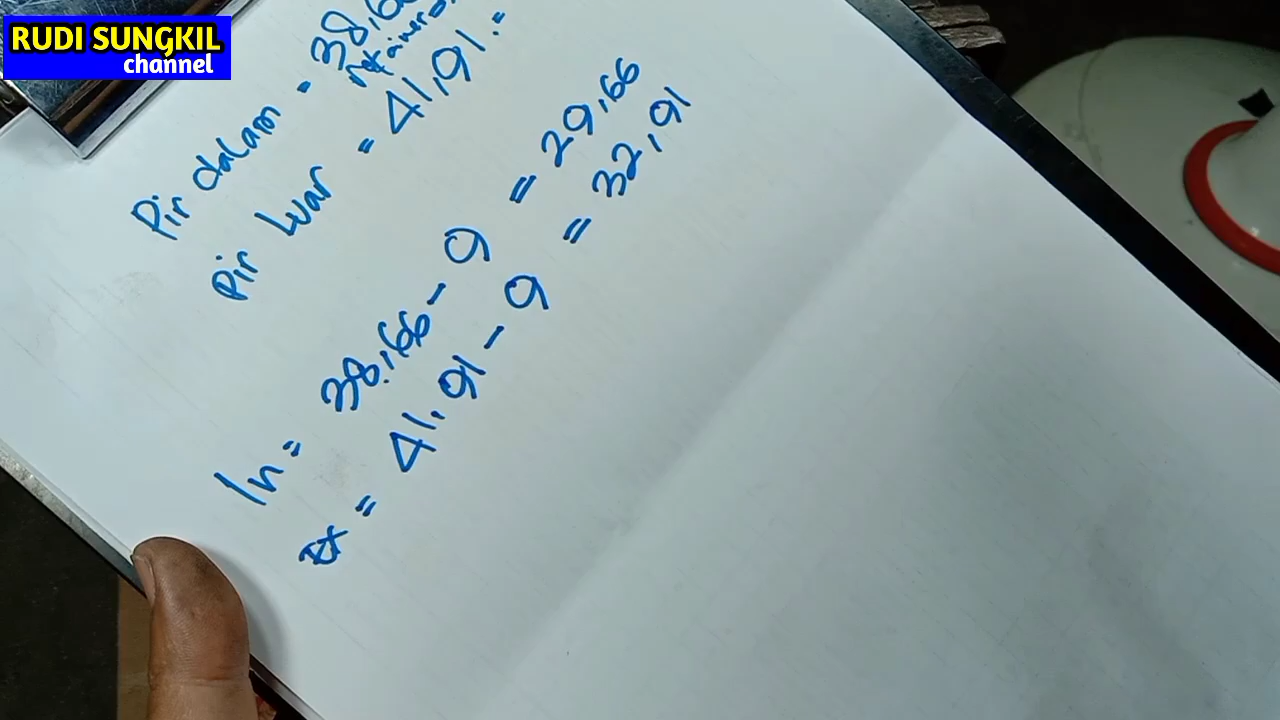 RUDI SUNGKIL
channel
Pir dalam = 38,6
Pir luar = 41,91.=
In = 38,66 - 9 = 29,66
Ex = 41,91 - 9 = 32,91